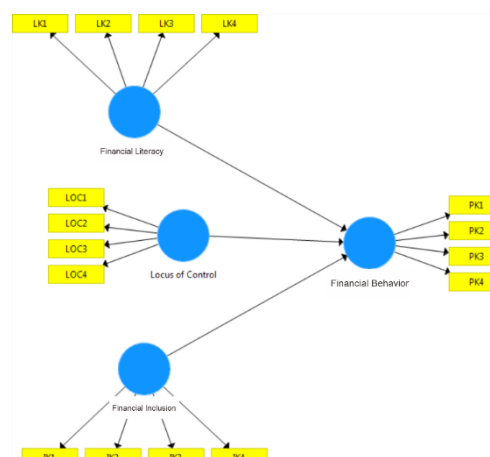 LK1 LK2 LK3 LK4
Financial Literacy
LOC1
LOC2
LOC3
LOC4
Locus of Control
PK1
PK2
PK3
PK4
Financial Behavior
Financial Inclusion